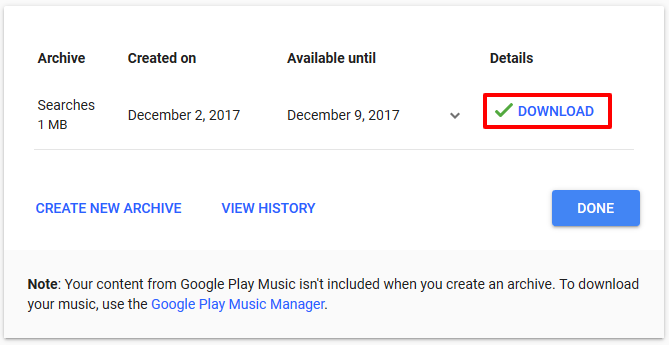 Archive Created on Available until Details
Searches
1 MB December 2, 2017 December 9, 2017 DOWNLOAD
CREATE NEW ARCHIVE VIEW HISTORY DONE
Note: Your content from Google Play Music isn't included when you create an archive. To download
your music, use the Google Play Music Manager.